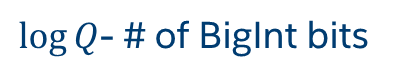 log Q- # of BigInt bits